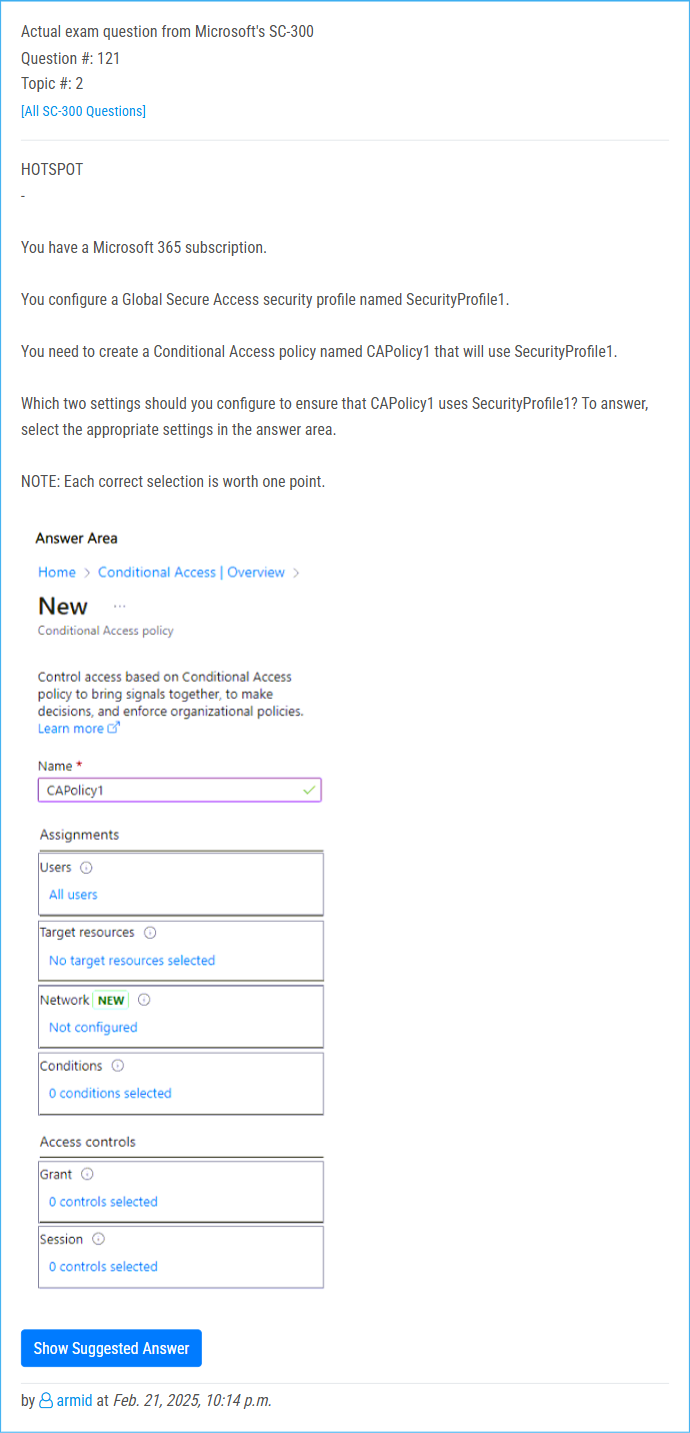 Actual exam question from Microsoft's SC-300
Question #: 121
Topic #: 2
[All SC-300 Questions]
HOTSPOT
-
You have a Microsoft 365 subscription.
You configure a Global Secure Access security profile named SecurityProfile1.
You need to create a Conditional Access policy named CAPolicy1 that will use SecurityProfile1.
Which two settings should you configure to ensure that CAPolicy1 uses SecurityProfile1? To answer,
select the appropriate settings in the answer area.
NOTE: Each correct selection is worth one point.
Answer Area
Home > Conditional Access | Overview >
New ...
Conditional Access policy
Control access based on Conditional Access
policy to bring signals together, to make
decisions, and enforce organizational policies.
Learn more
Name *
CAPolicy1
Assignments
Users
All users
Target resources
No target resources selected
Network NEW
Not configured
Conditions
0 conditions selected
Access controls
Grant
0 controls selected
Session
0 controls selected
Show Suggested Answer
by armid at Feb. 21, 2025, 10:14 p.m.